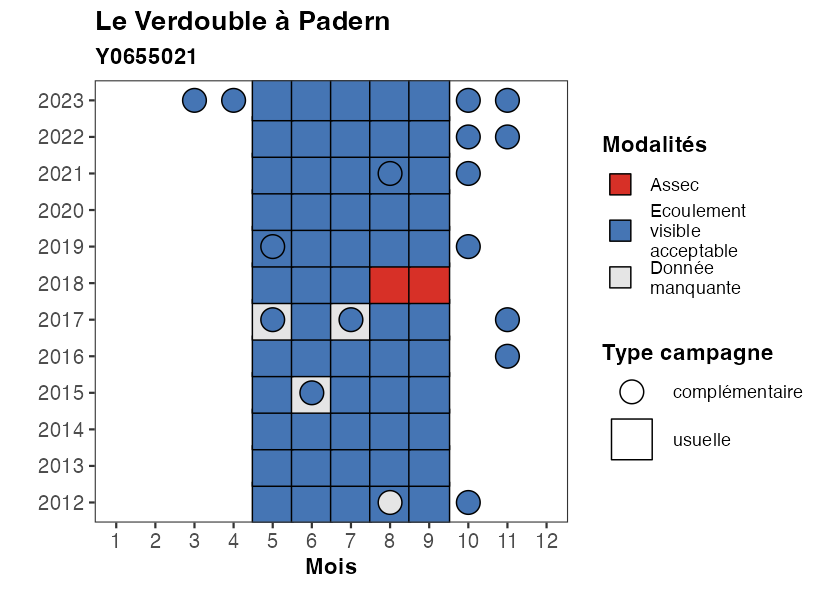 Le Verdouble à Padern
Y0655021
2023
2022
2021
2020
2019
2018
2017
2016
2015
2014
2013
2012
1 2 3 4 5 6 7 8 9 10 11 12
Mois
Modalités
Assec
Ecoulement
visible
acceptable
Donnée
manquante
Type campagne
complémentaire
usuelle